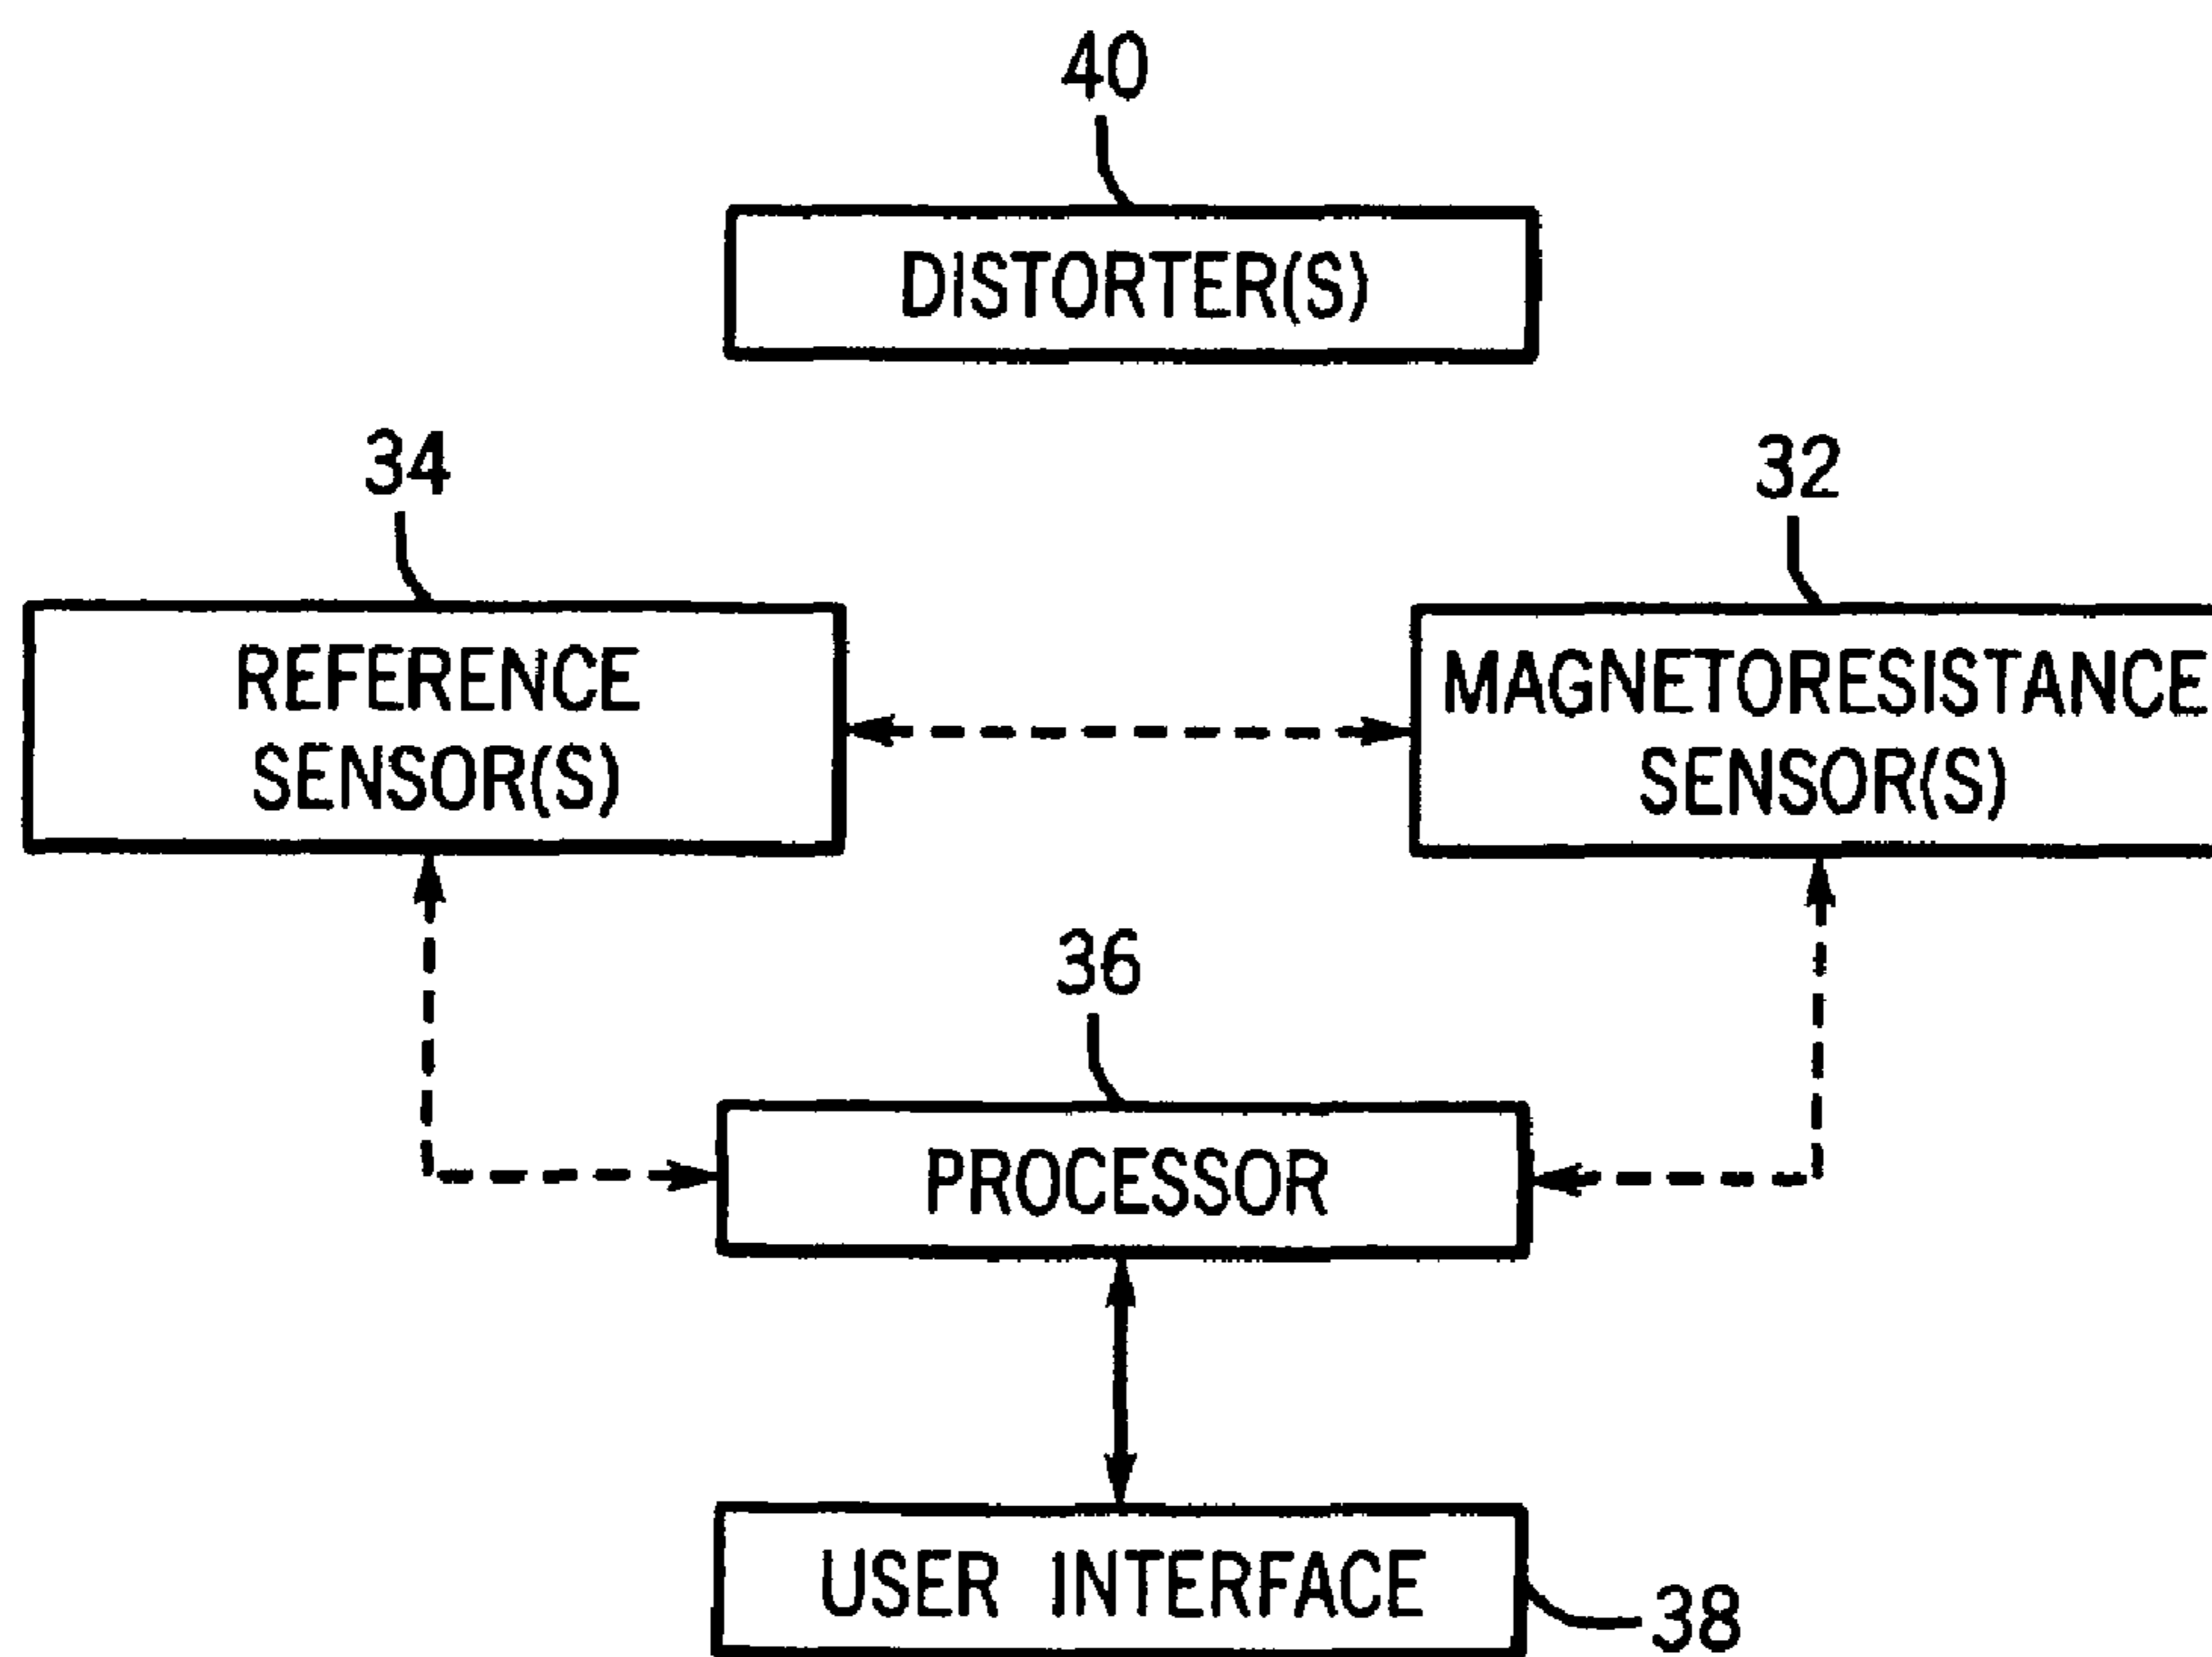 40
DISTORTER(S)
34
32
REFERENCE
SENSOR(S)
MAGNETORESISTANCE
SENSOR(S)
36
PROCESSOR
USER INTERFACE
38